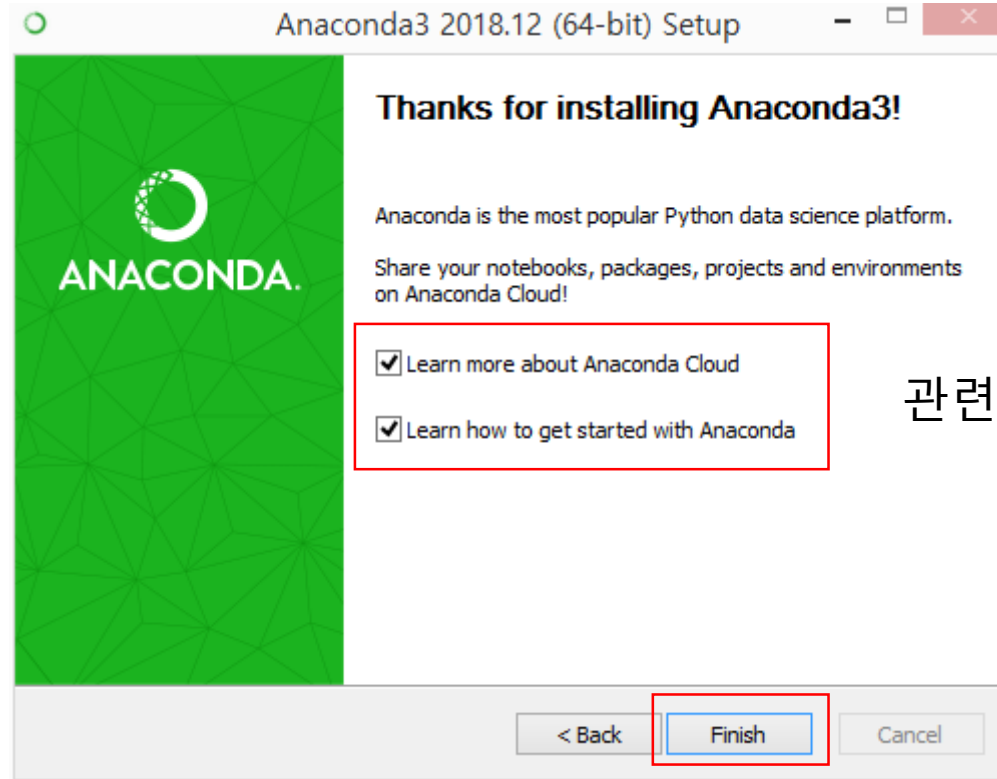 Anaconda3 2018.12 (64-bit) Setup
Thanks for installing Anaconda3!
Anaconda is the most popular Python data science platform.
Share your notebooks, packages, projects and environments
on Anaconda Cloud!
ANACONDA.
Learn more about Anaconda Cloud
관련
Learn how to get started with Anaconda
< Back
Finish
Cancel